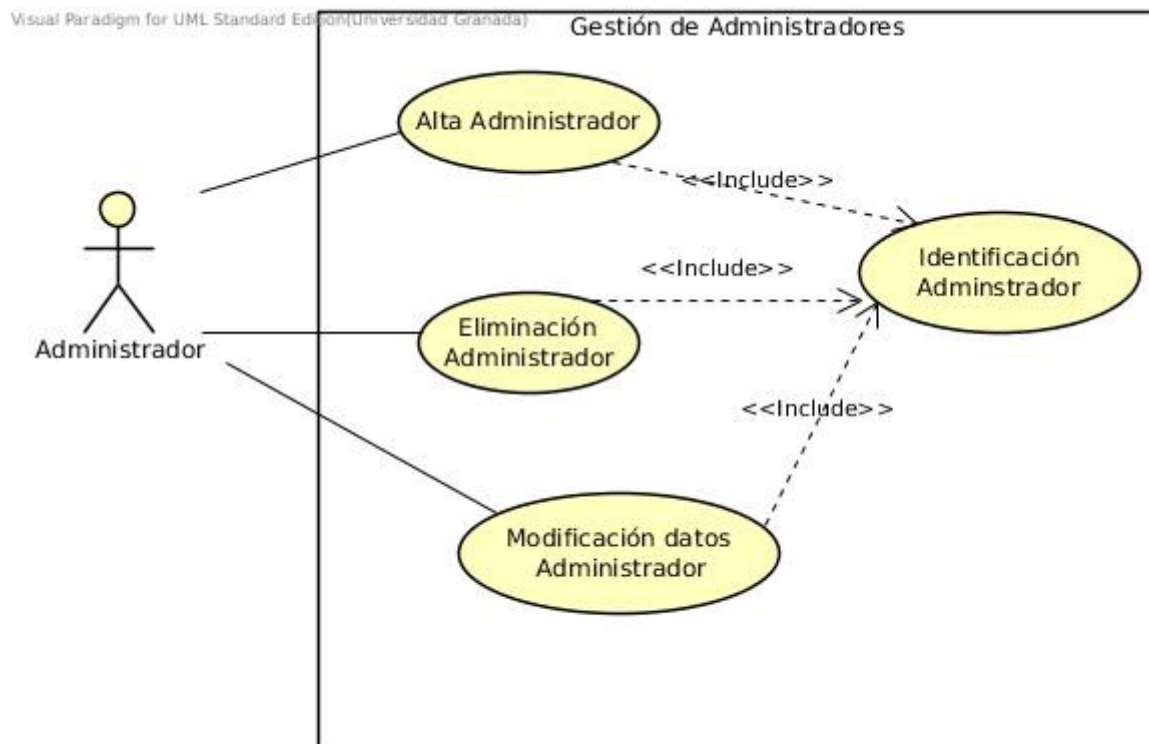 Visual Paradigm for UML Standard Edition(Universidad Granada)
Gestión de Administradores
Alta Administrador
<<Include>>
Identificación
Adminstrador
<<Include>>
Eliminación
Administrador
Administrador
<<Include>>
Modificación datos
Administrador